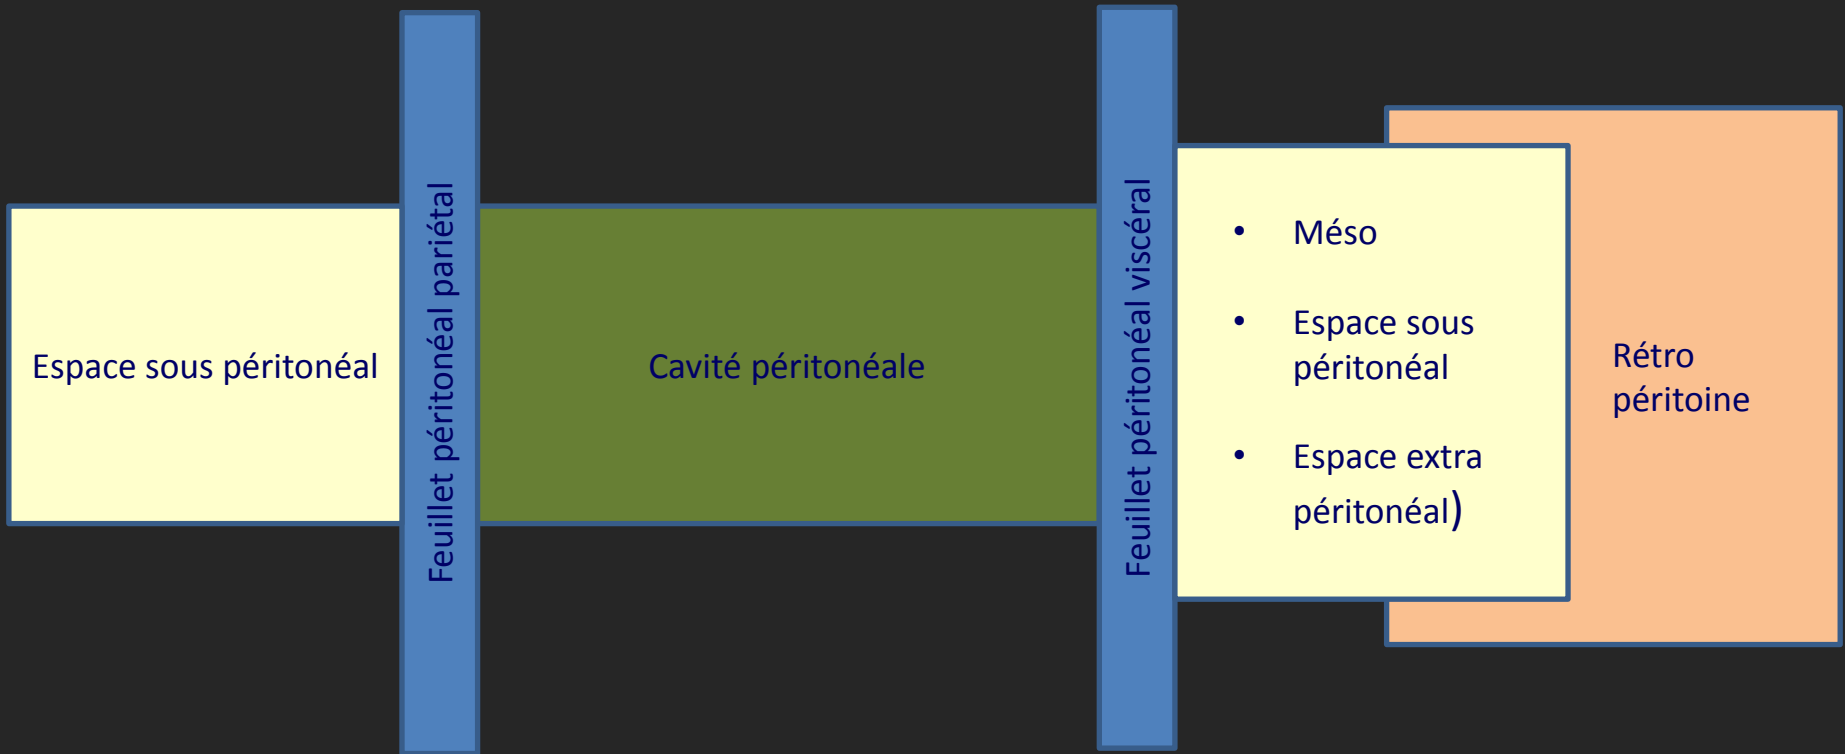 Espace sous péritonéal
Feuillet péritonéal pariétal
Cavité péritonéale
Feuillet péritonéal viscéral
• Méso
• Espace sous
péritonéal
• Espace extra
péritonéal)
Rétro
péritoine